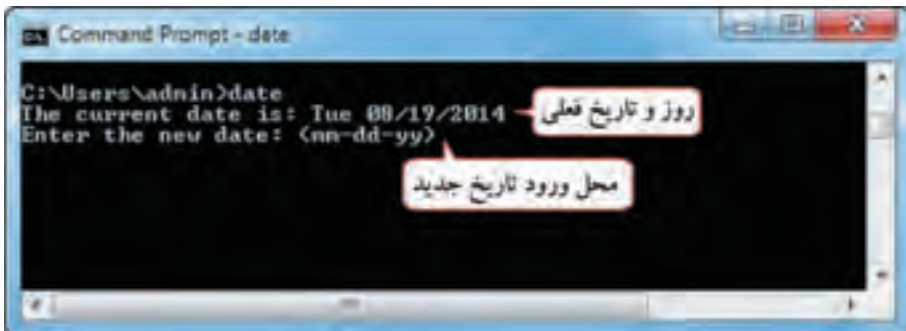 Command Prompt - date
C:\Users\admin>date
The current date is: Tue 08/19/2014
روز و تاریخ فعلی
Enter the new date: (mm-dd-yy)
محل ورود تاریخ جدید